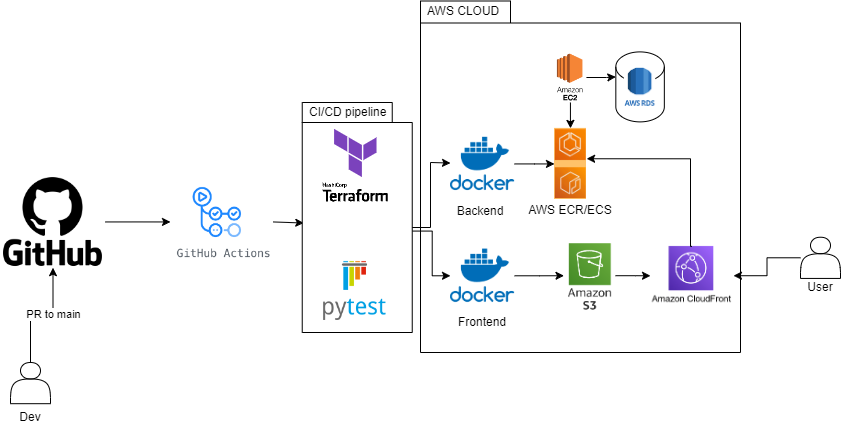 AWS CLOUD
Amazon
EC2
AWS RDS
CI/CD pipeline
HashiCorp
Terraform
docker
Backend
AWS ECR/ECS
GitHub
GitHub Actions
pytest
docker
Frontend
Amazon
S3
Amazon CloudFront
User
PR to main
Dev